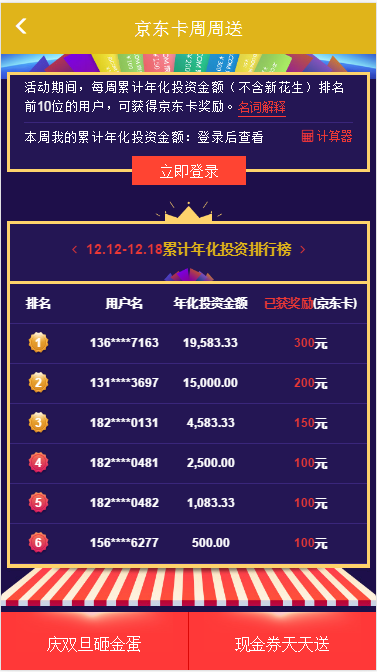 京东卡周周送
活动期间，每周累计年化投资金额（不含新花生）排名
前10位的用户，可获得京东卡奖励。名词解释
本周我的累计年化投资金额：登录后查看 计算器
立即登录
12.12-12.18累计年化投资排行榜
排名 用户名 年化投资金额 已获奖励(京东卡)
1 136****7163 19,583.33 300元
2 131****3697 15,000.00 200元
3 182****0131 4,583.33 150元
4 182****0481 2,500.00 100元
5 182****0482 1,083.33 100元
6 156****6277 500.00 100元
庆双旦砸金蛋 现金券天天送